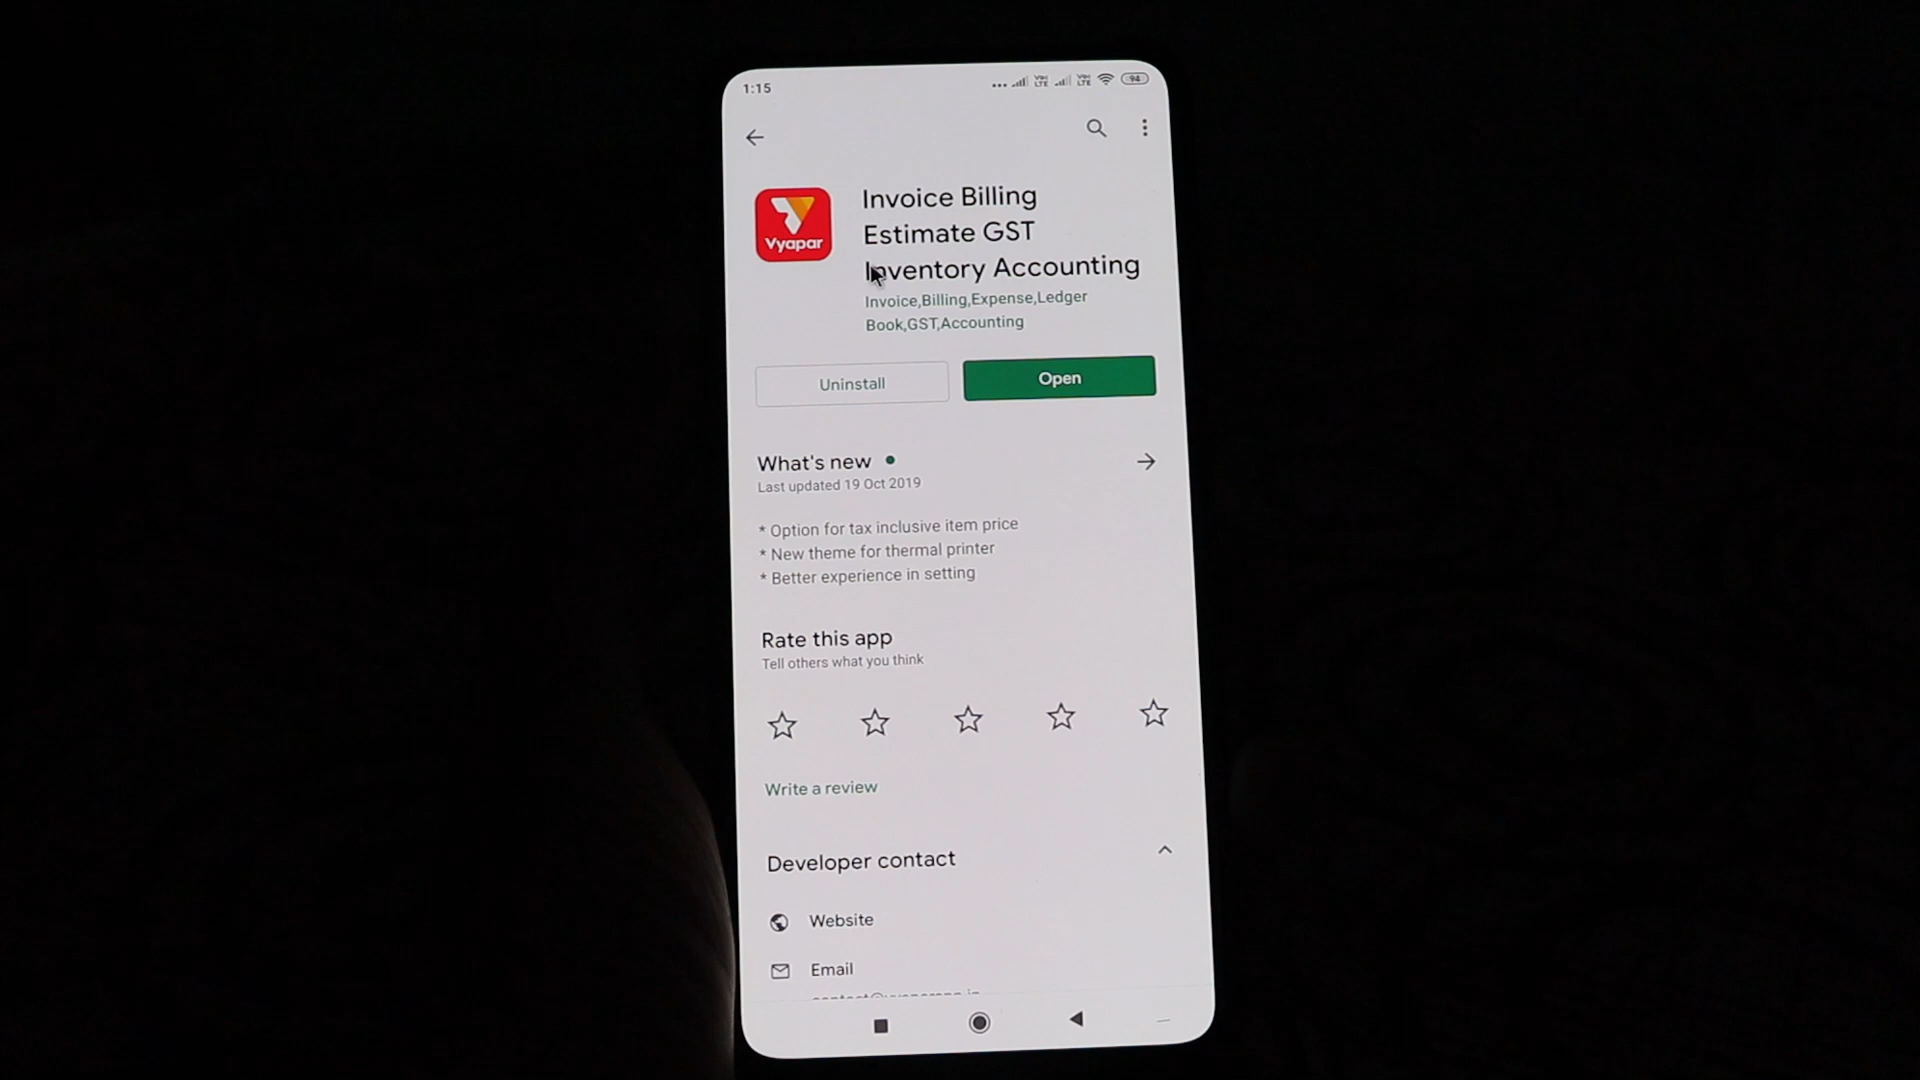 1:15
94
Vyapar
Invoice Billing
Estimate GST
Inventory Accounting
Invoice,Billing,Expense,Ledger
Book,GST,Accounting
Uninstall
Open
What's new
Last updated 19 Oct 2019
* Option for tax inclusive item price
* New theme for thermal printer
* Better experience in setting
Rate this app
Tell others what you think
Write a review
Developer contact
Website
Email